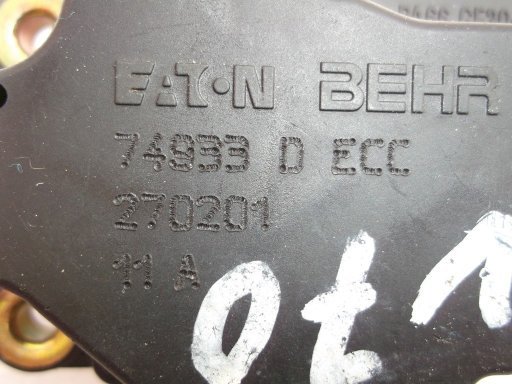 EATON BEHR
74933 D ECC
270201
11 A